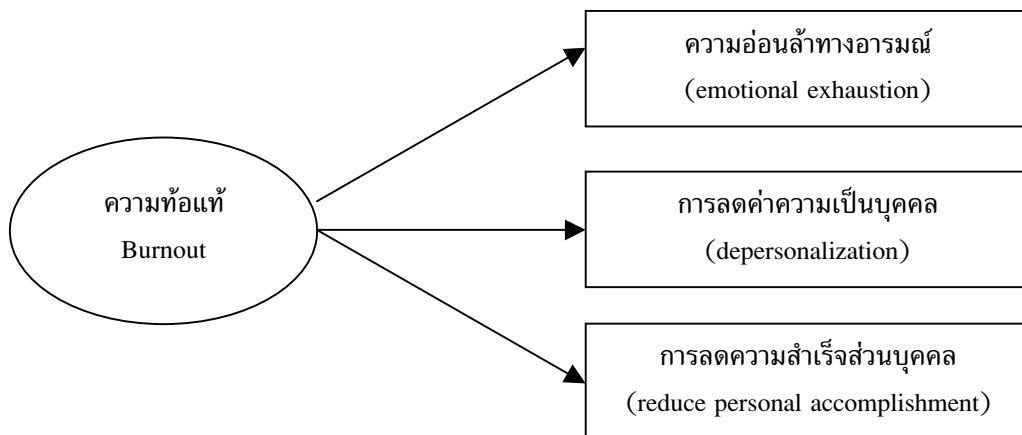 ความอ่อนล้าทางอารมณ์
(emotional exhaustion)
ความท้อแท้
Burnout
การลดค่าความเป็นบุคคล
(depersonalization)
การลดความสำเร็จส่วนบุคคล
(reduce personal accomplishment)